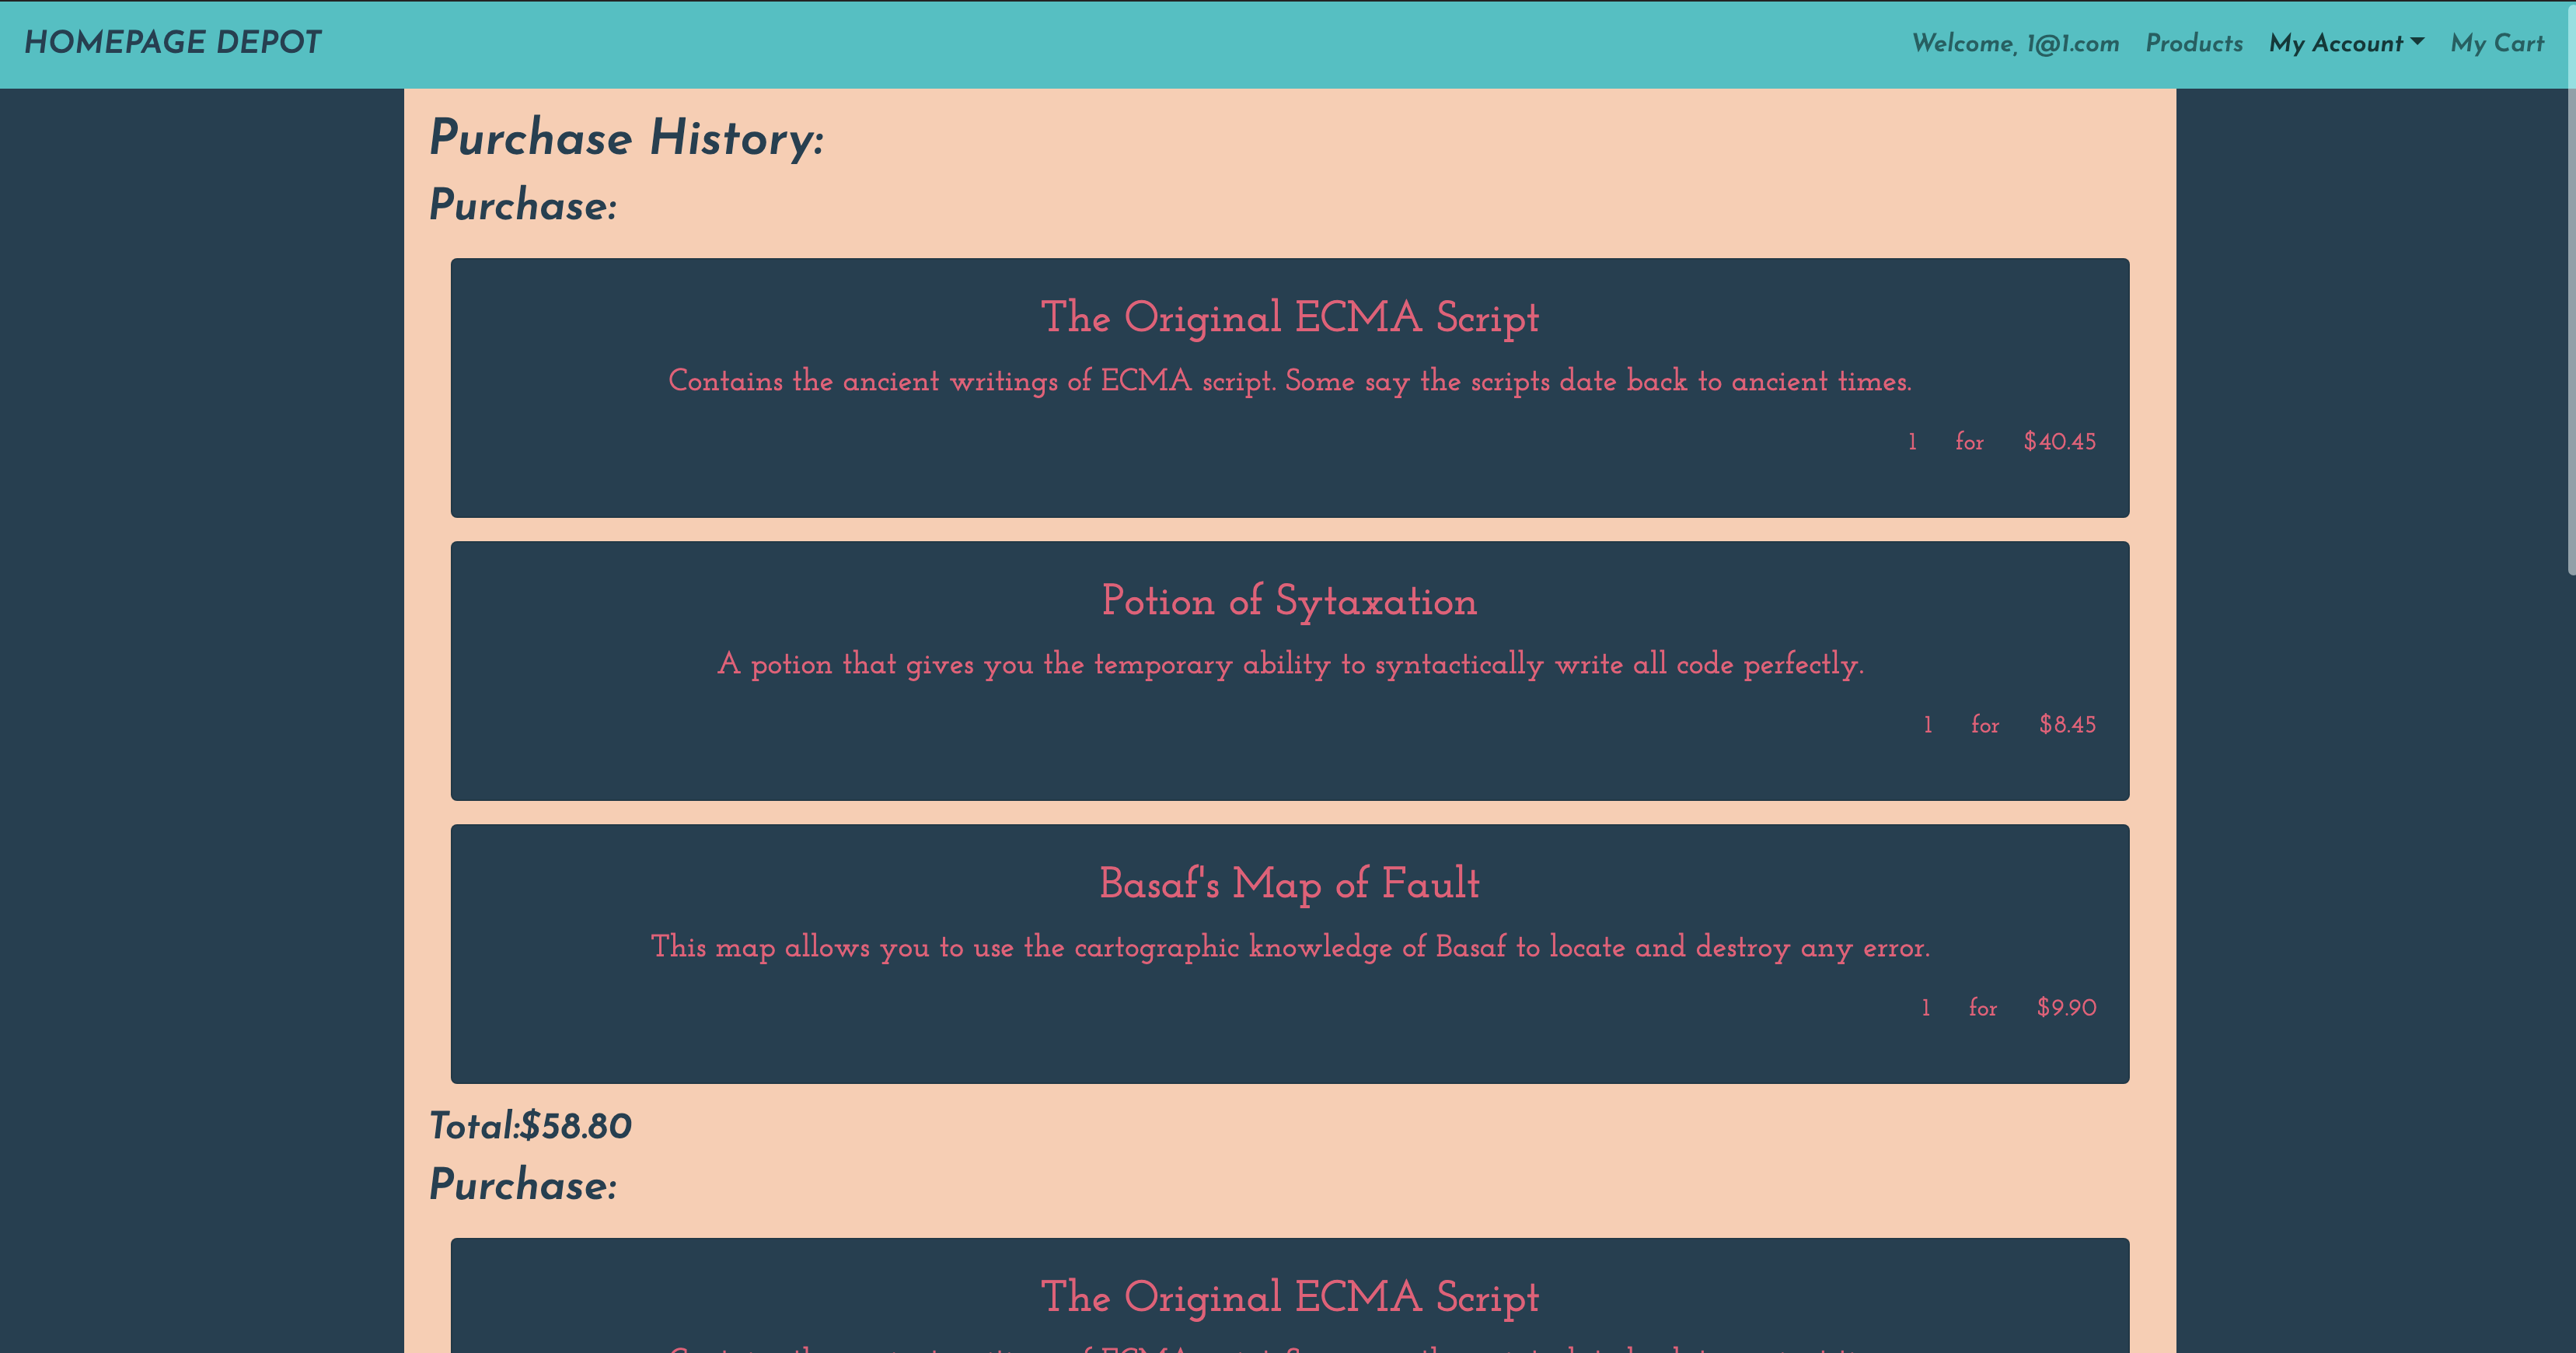 HOMEPAGE DEPOT
Welcome, 1@1.com Products My Account My Cart
Purchase History:
Purchase:
The Original ECMA Script
Contains the ancient writings of ECMA script. Some say the scripts date back to ancient times.
1 for $40.45
Potion of Sytaxation
A potion that gives you the temporary ability to syntactically write all code perfectly.
1 for $8.45
Basaf's Map of Fault
This map allows you to use the cartographic knowledge of Basaf to locate and destroy any error.
1 for $9.90
Total:$58.80
Purchase:
The Original ECMA Script